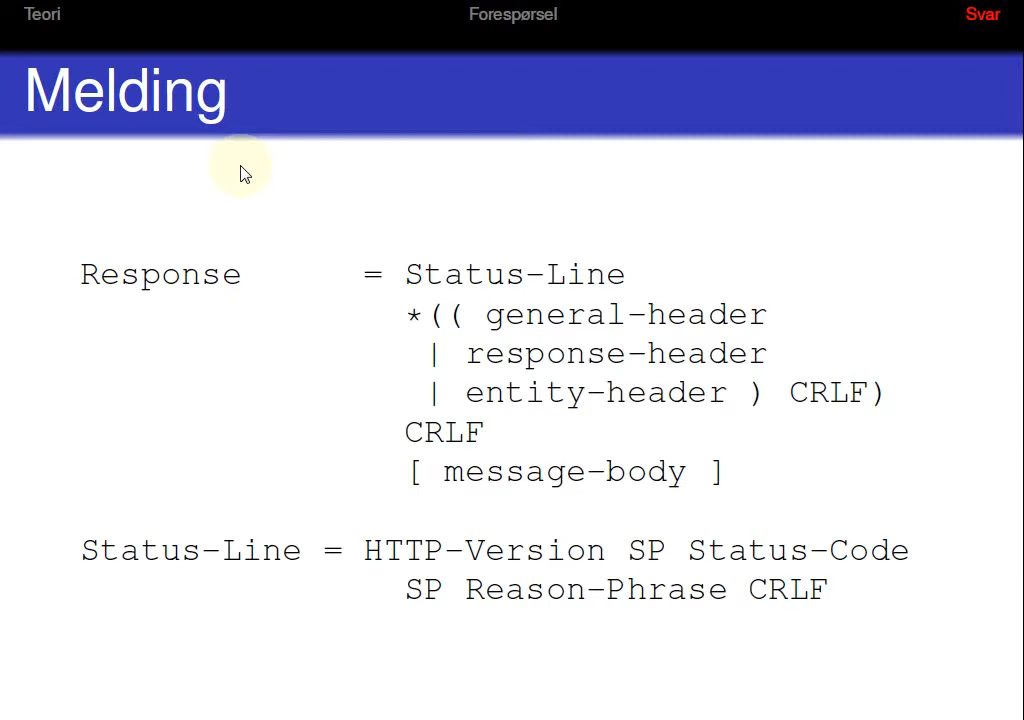 Teori Forespørsel Svar
Melding
Response = Status-Line
*(( general-header
| response-header
| entity-header ) CRLF)
CRLF
[ message-body ]
Status-Line = HTTP-Version SP Status-Code
SP Reason-Phrase CRLF